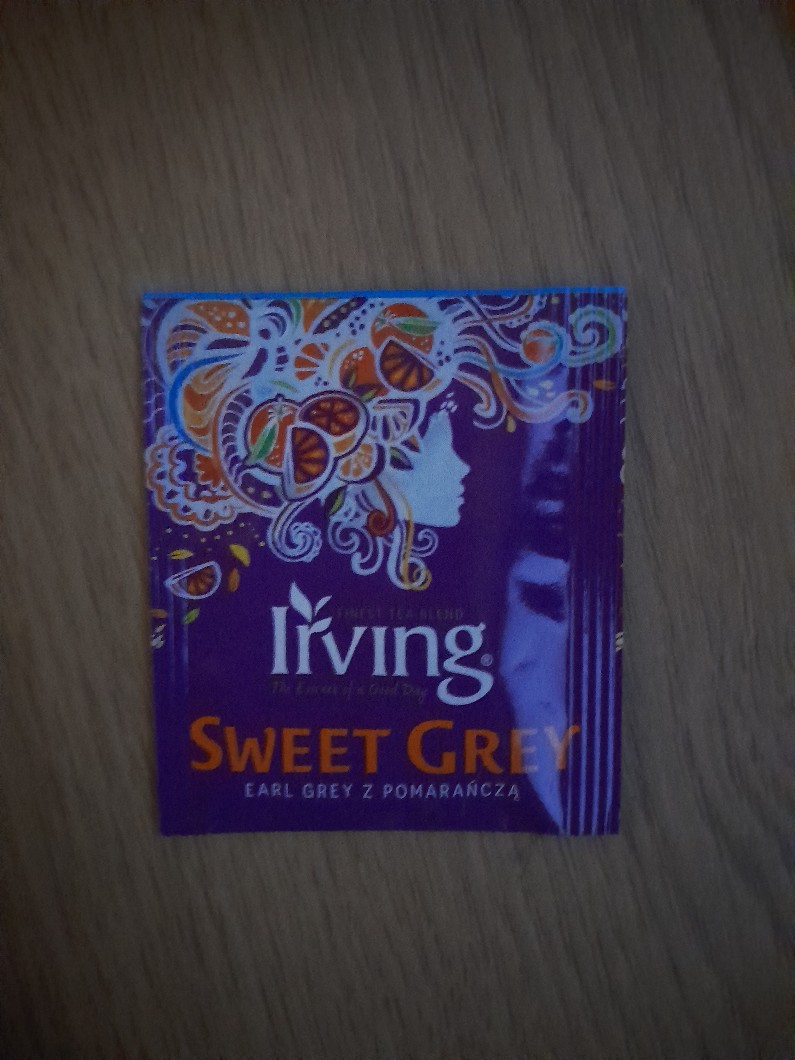 FINEST TEA BLEND
Irving®
The Essence of a Good Day
SWEET GREY
EARL GREY Z POMARAŃCZĄ